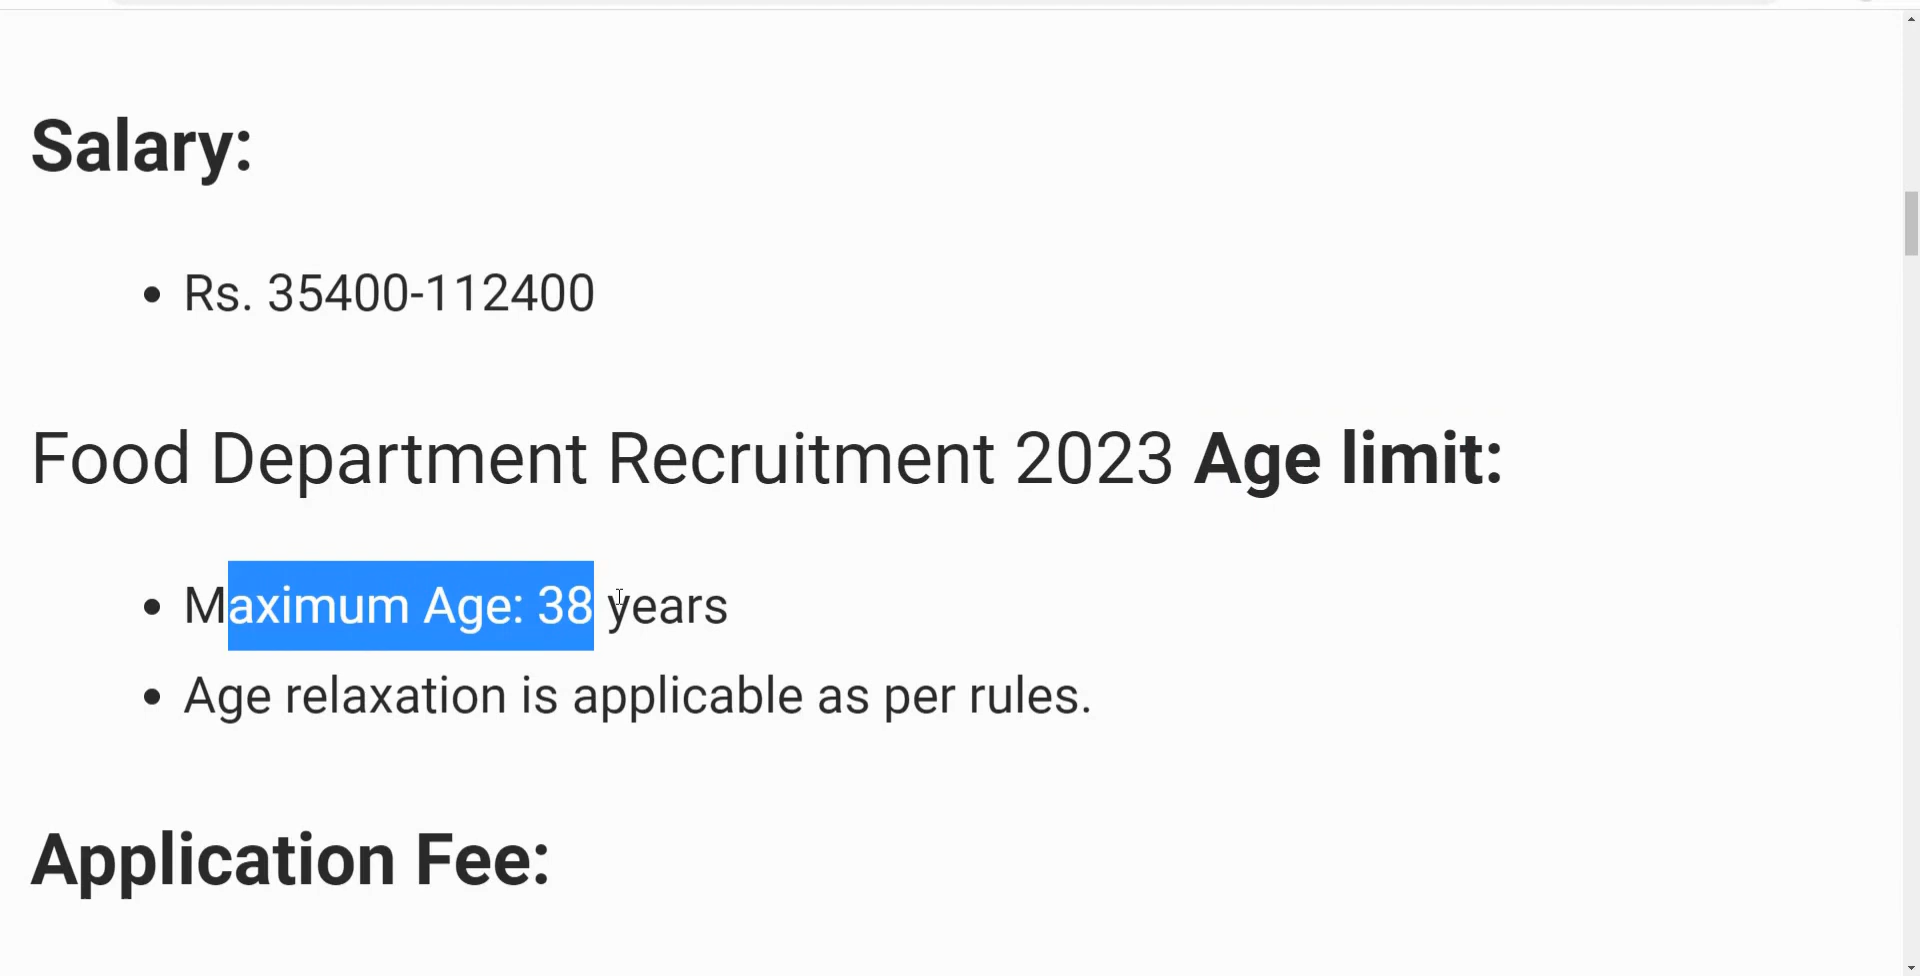 Salary:
Rs. 35400-112400
Food Department Recruitment 2023 Age limit:
Maximum Age: 38 years
Age relaxation is applicable as per rules.
Application Fee: